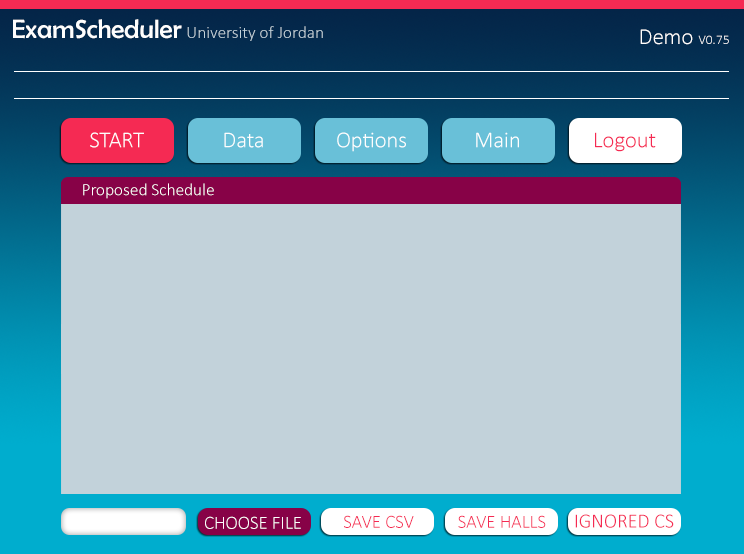 ExamScheduler University of Jordan
Demo V0.75
START Data Options Main Logout
Proposed Schedule
CHOOSE FILE SAVE CSV SAVE HALLS IGNORED CS